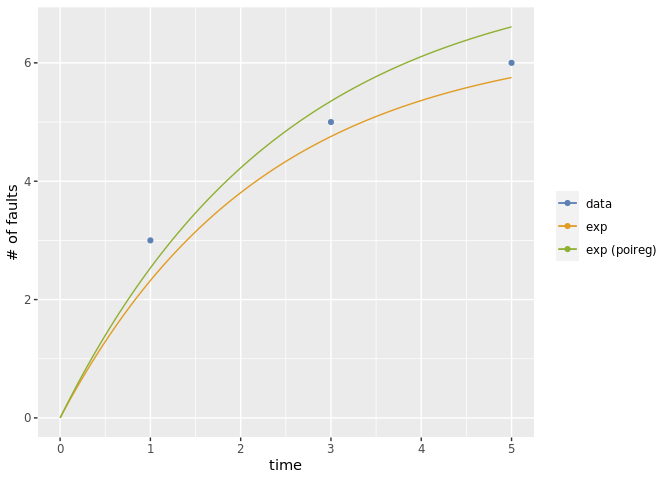 # of faults
6
4
2
0
0 1 2 3 4 5
time
data
exp
exp (poireg)